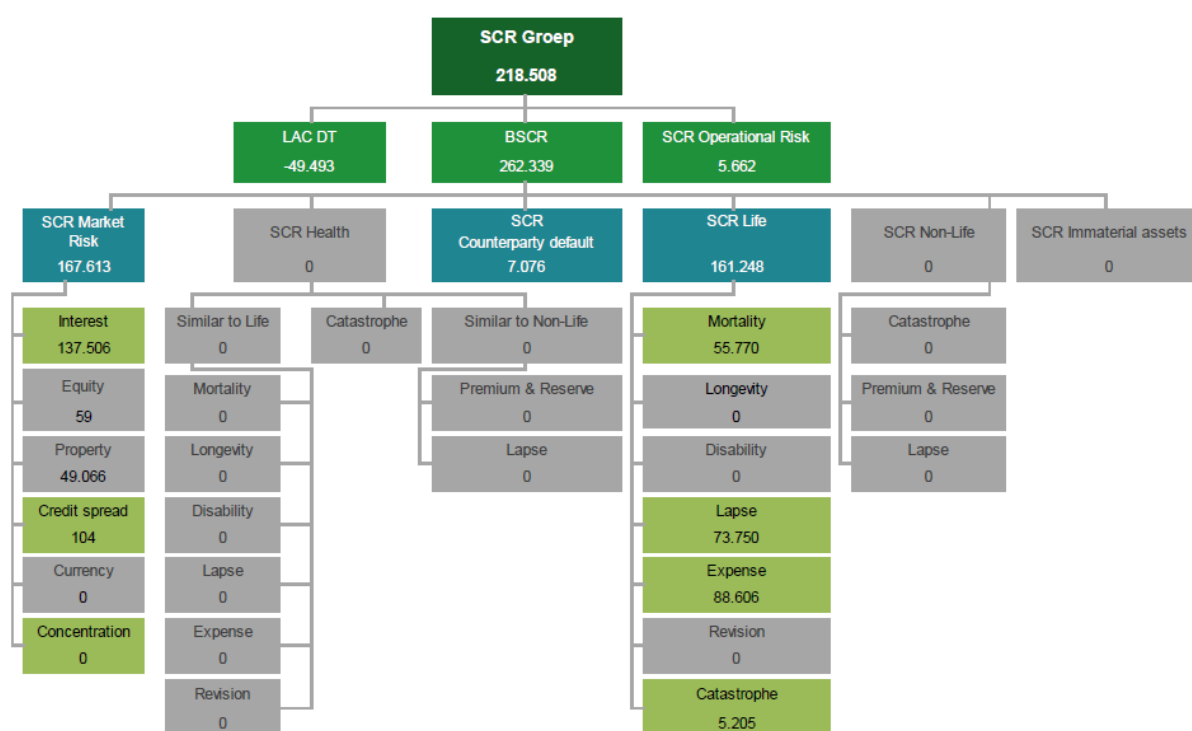 SCR Groep
218.508
LAC DT
-49.493
BSCR
262.339
SCR Operational Risk
5.662
SCR Market
Risk
167.613
SCR Health
0
SCR
Counterparty default
7.076
SCR Life
161.248
SCR Non-Life
0
SCR Immaterial assets
0
Interest
137.506
Equity
59
Property
49.066
Credit spread
104
Currency
0
Concentration
0
Similar to Life
0
Mortality
0
Longevity
0
Disability
0
Lapse
0
Expense
0
Revision
0
Catastrophe
0
Similar to Non-Life
0
Premium & Reserve
0
Lapse
0
Mortality
55.770
Longevity
0
Disability
0
Lapse
73.750
Expense
88.606
Revision
0
Catastrophe
5.205
Catastrophe
0
Premium & Reserve
0
Lapse
0